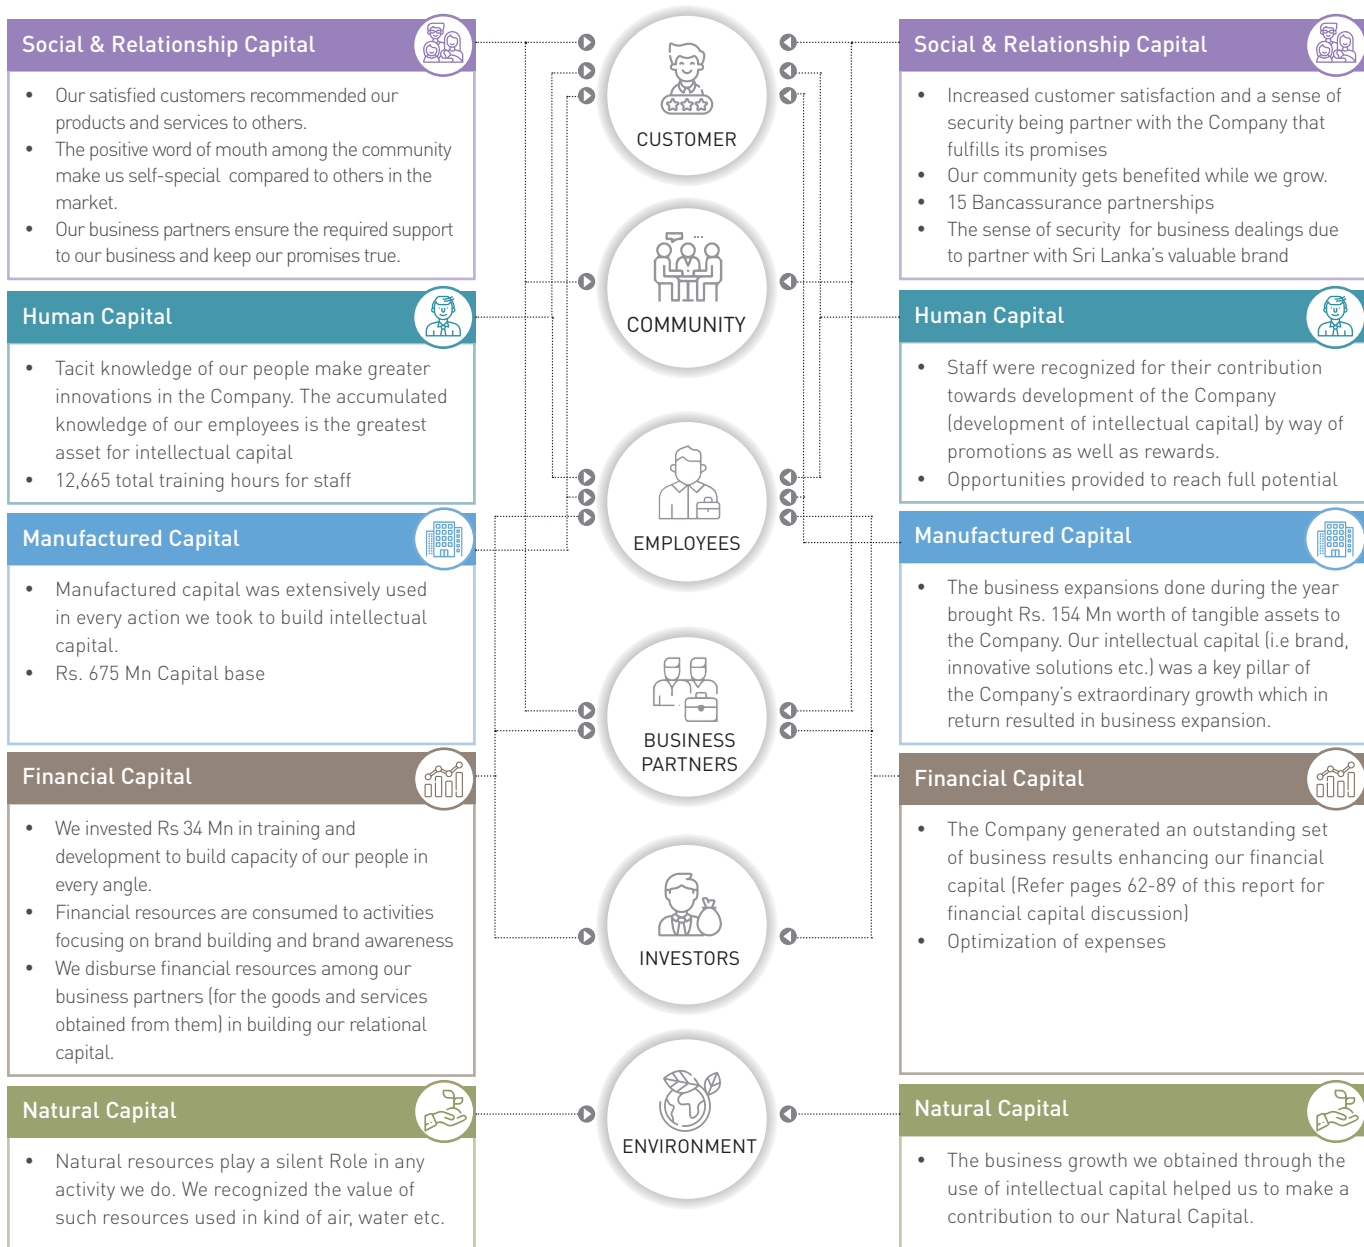 Social & Relationship Capital
• Our satisfied customers recommended our
products and services to others.
• The positive word of mouth among the community
make us self-special compared to others in the
market.
• Our business partners ensure the required support
to our business and keep our promises true.
Human Capital
• Tacit knowledge of our people make greater
innovations in the Company. The accumulated
knowledge of our employees is the greatest
asset for intellectual capital
• 12,665 total training hours for staff
Manufactured Capital
• Manufactured capital was extensively used
in every action we took to build intellectual
capital.
• Rs. 675 Mn Capital base
Financial Capital
• We invested Rs 34 Mn in training and
development to build capacity of our people in
every angle.
• Financial resources are consumed to activities
focusing on brand building and brand awareness
• We disburse financial resources among our
business partners (for the goods and services
obtained from them) in building our relational
capital.
Natural Capital
• Natural resources play a silent Role in any
activity we do. We recognized the value of
such resources used in kind of air, water etc.
CUSTOMER
COMMUNITY
EMPLOYEES
BUSINESS
PARTNERS
INVESTORS
ENVIRONMENT
Social & Relationship Capital
• Increased customer satisfaction and a sense of
security being partner with the Company that
fulfills its promises
• Our community gets benefited while we grow.
• 15 Bancassurance partnerships
• The sense of security for business dealings due
to partner with Sri Lanka’s valuable brand
Human Capital
• Staff were recognized for their contribution
towards development of the Company
(development of intellectual capital) by way of
promotions as well as rewards.
• Opportunities provided to reach full potential
Manufactured Capital
• The business expansions done during the year
brought Rs. 154 Mn worth of tangible assets to
the Company. Our intellectual capital (i.e brand,
innovative solutions etc.) was a key pillar of
the Company’s extraordinary growth which in
return resulted in business expansion.
Financial Capital
• The Company generated an outstanding set
of business results enhancing our financial
capital (Refer pages 62-89 of this report for
financial capital discussion)
• Optimization of expenses
Natural Capital
• The business growth we obtained through the
use of intellectual capital helped us to make a
contribution to our Natural Capital.